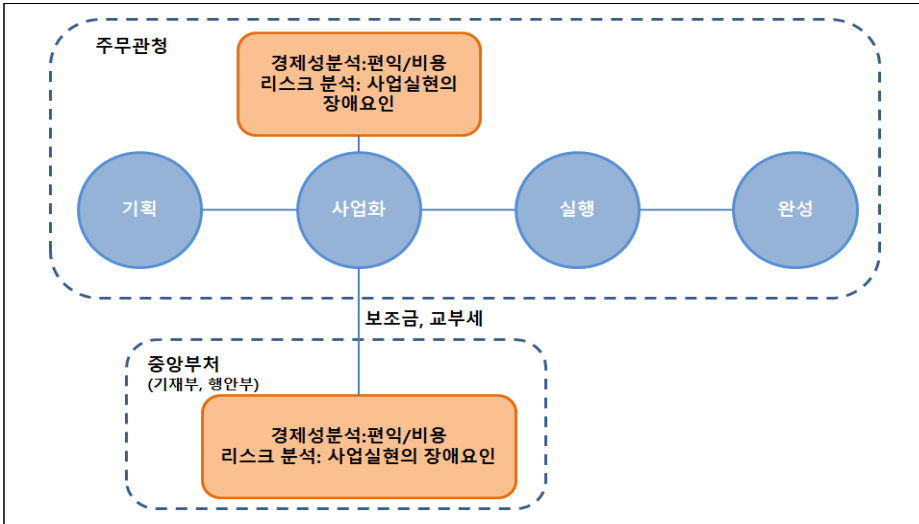 주무관청
경제성분석:편익/비용
리스크 분석: 사업실현의
장애요인
기획
사업화
실행
완성
보조금, 교부세
중앙부처
(기재부, 행안부)
경제성분석:편익/비용
리스크 분석: 사업실현의 장애요인